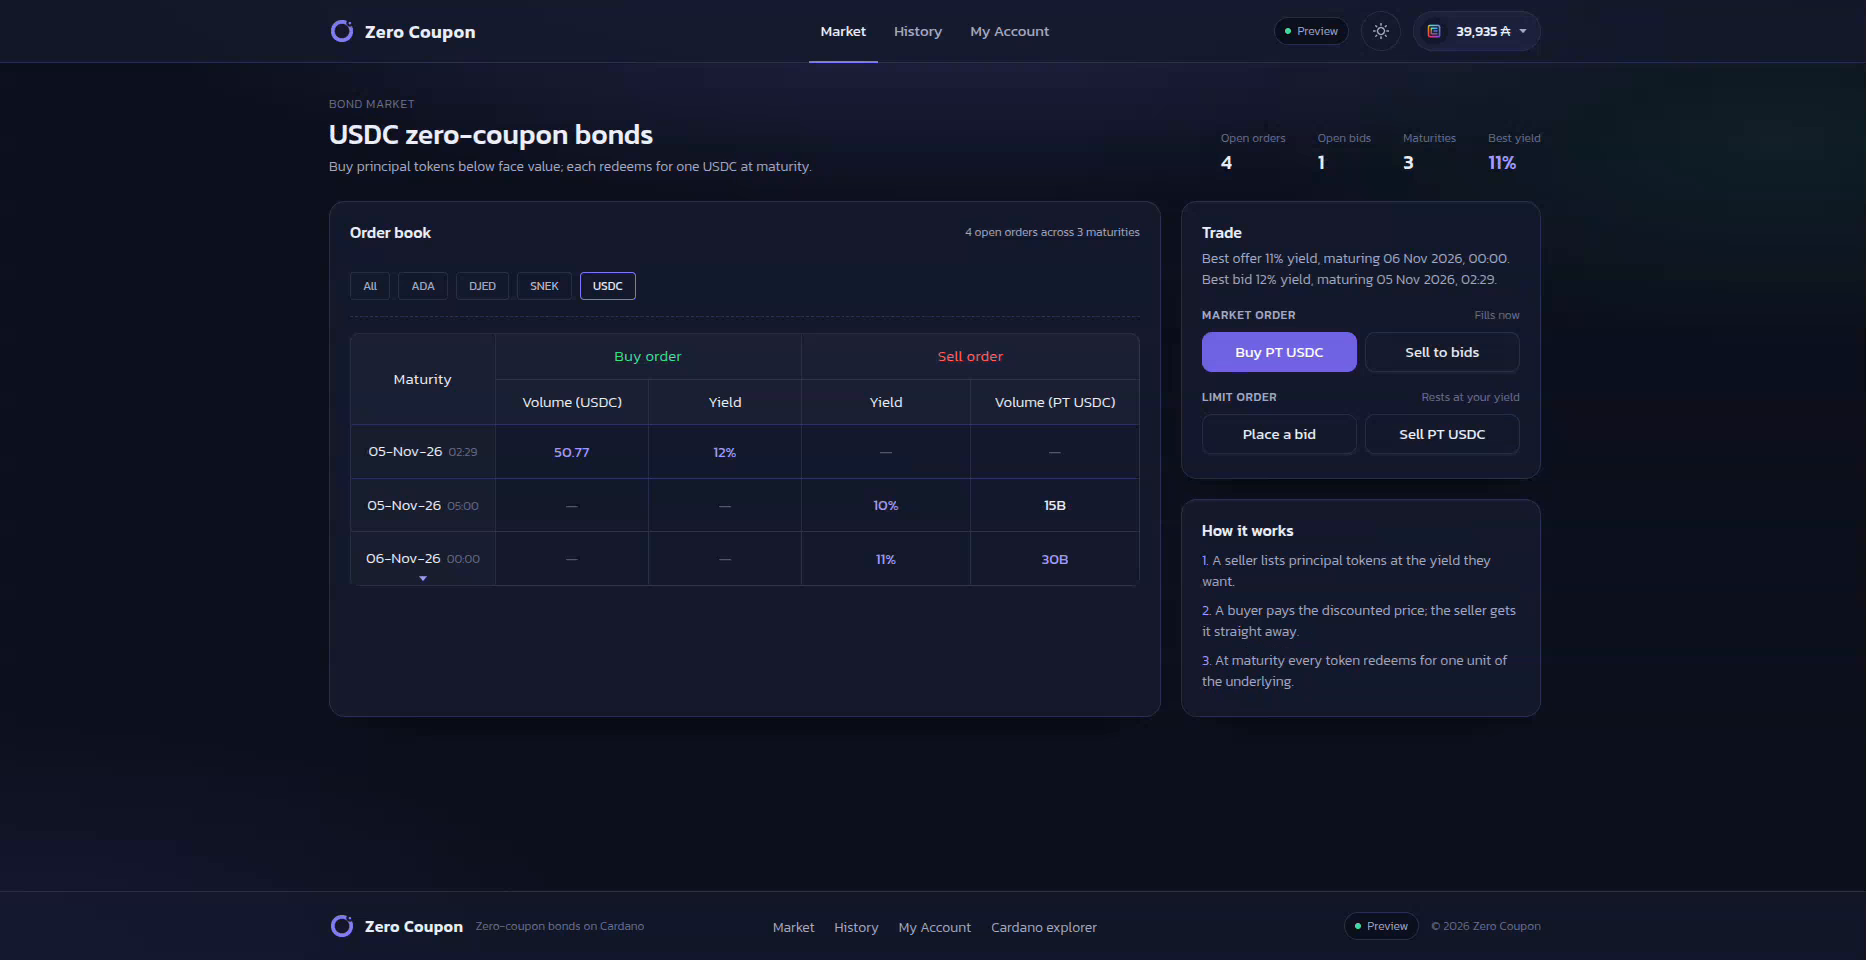 Zero Coupon
Market
History
My Account
Preview
39,935 ₳
BOND MARKET
USDC zero-coupon bonds
Buy principal tokens below face value; each redeems for one USDC at maturity.
Open orders
Open bids
Maturities
Best yield
4
1
3
11%
Order book
4 open orders across 3 maturities
All
ADA
DJED
SNEK
USDC
Maturity
Buy order
Sell order
Volume (USDC)
Yield
Yield
Volume (PT USDC)
05-Nov-26 02:29
50.77
12%
—
—
05-Nov-26 05:00
—
—
10%
15B
06-Nov-26 00:00
—
—
11%
30B
Trade
Best offer 11% yield, maturing 06 Nov 2026, 00:00.
Best bid 12% yield, maturing 05 Nov 2026, 02:29.
MARKET ORDER
Fills now
Buy PT USDC
Sell to bids
LIMIT ORDER
Rests at your yield
Place a bid
Sell PT USDC
How it works
1. A seller lists principal tokens at the yield they
want.
2. A buyer pays the discounted price; the seller gets
it straight away.
3. At maturity every token redeems for one unit of
the underlying.
Zero Coupon
Zero-coupon bonds on Cardano
Market
History
My Account
Cardano explorer
Preview
© 2026 Zero Coupon